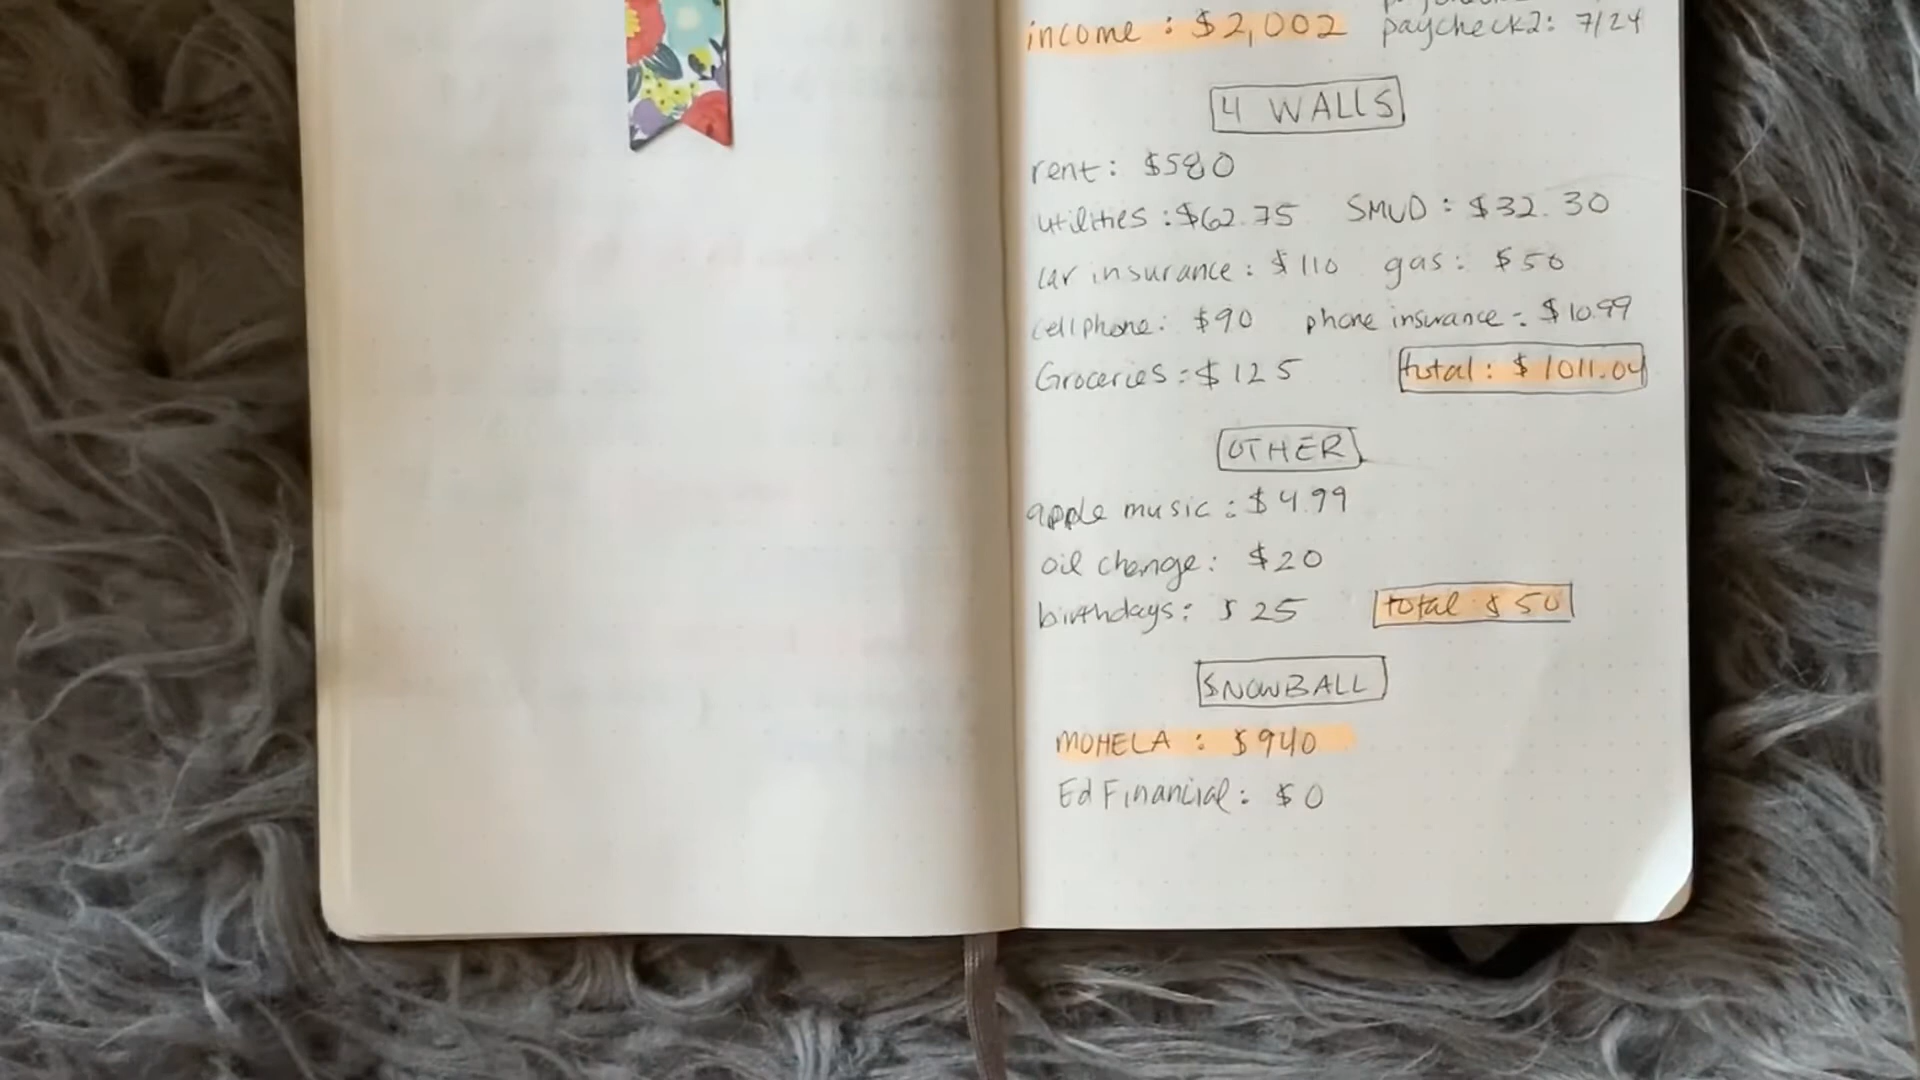 income : $2,002 paycheck2: 7/24
4 WALLS
rent: $580
utilities : $62.75 SMUD : $32.30
car insurance : $110 gas: $50
cellphone: $90 phone insurance - : $10.99
Groceries : $125 total : $1011.04
OTHER
apple music : $4.99
oil change: $20
birthdays: $25 total $50
SNOWBALL
MOHELA : $940
Ed Financial: $0